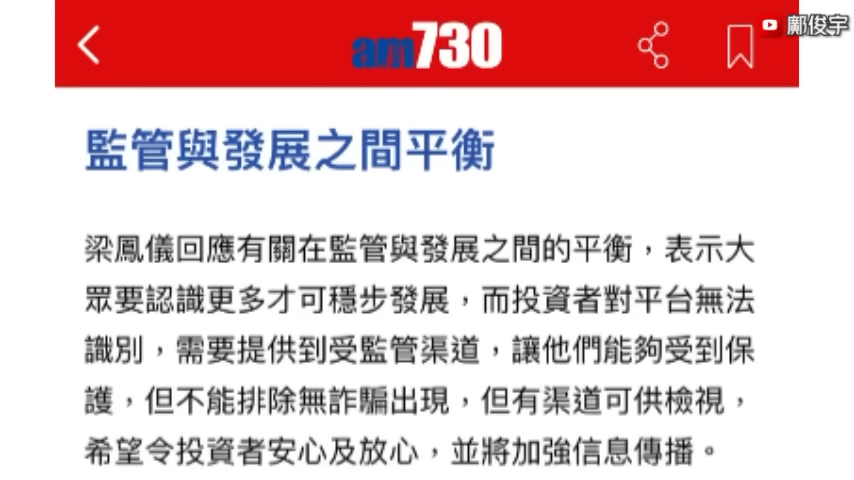 鄺俊宇
am730
監管與發展之間平衡
梁鳳儀回應有關在監管與發展之間的平衡，表示大
眾要認識更多才可穩步發展，而投資者對平台無法
識別，需要提供到受監管渠道，讓他們能夠受到保
護，但不能排除無詐騙出現，但有渠道可供檢視，
希望令投資者安心及放心，並將加強信息傳播。